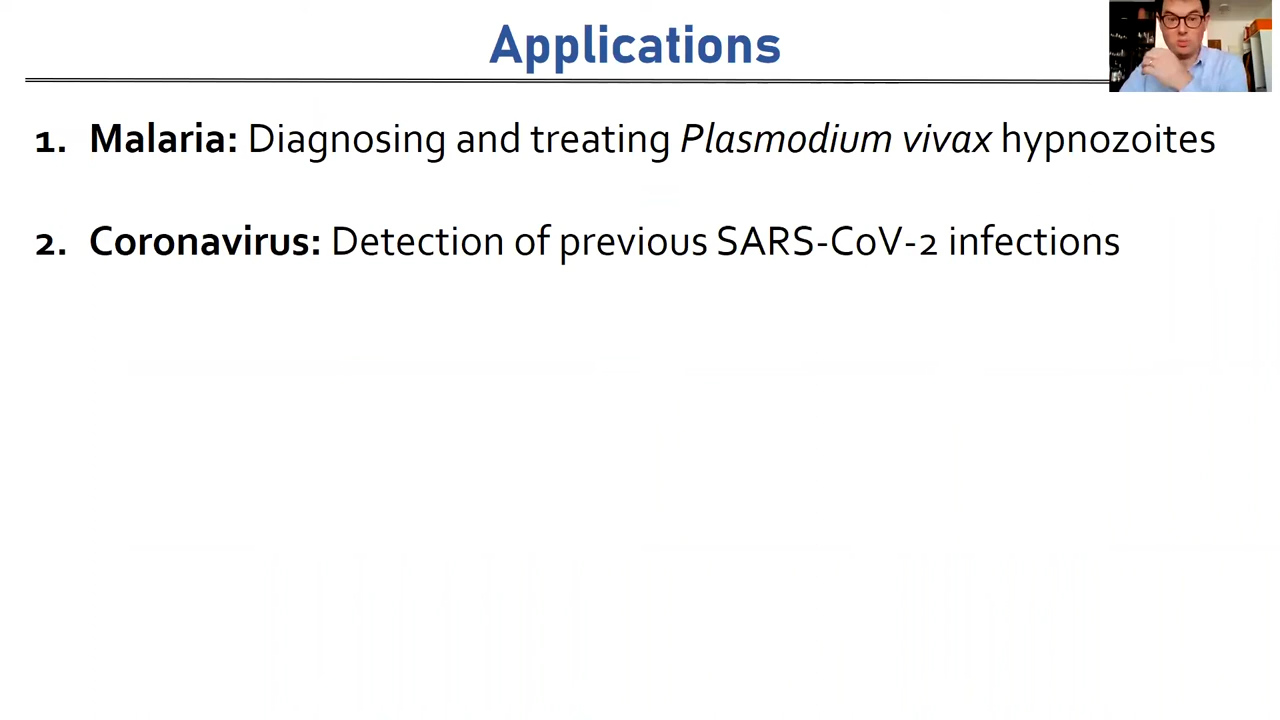 Applications
1. Malaria: Diagnosing and treating Plasmodium vivax hypnozoites
2. Coronavirus: Detection of previous SARS-CoV-2 infections